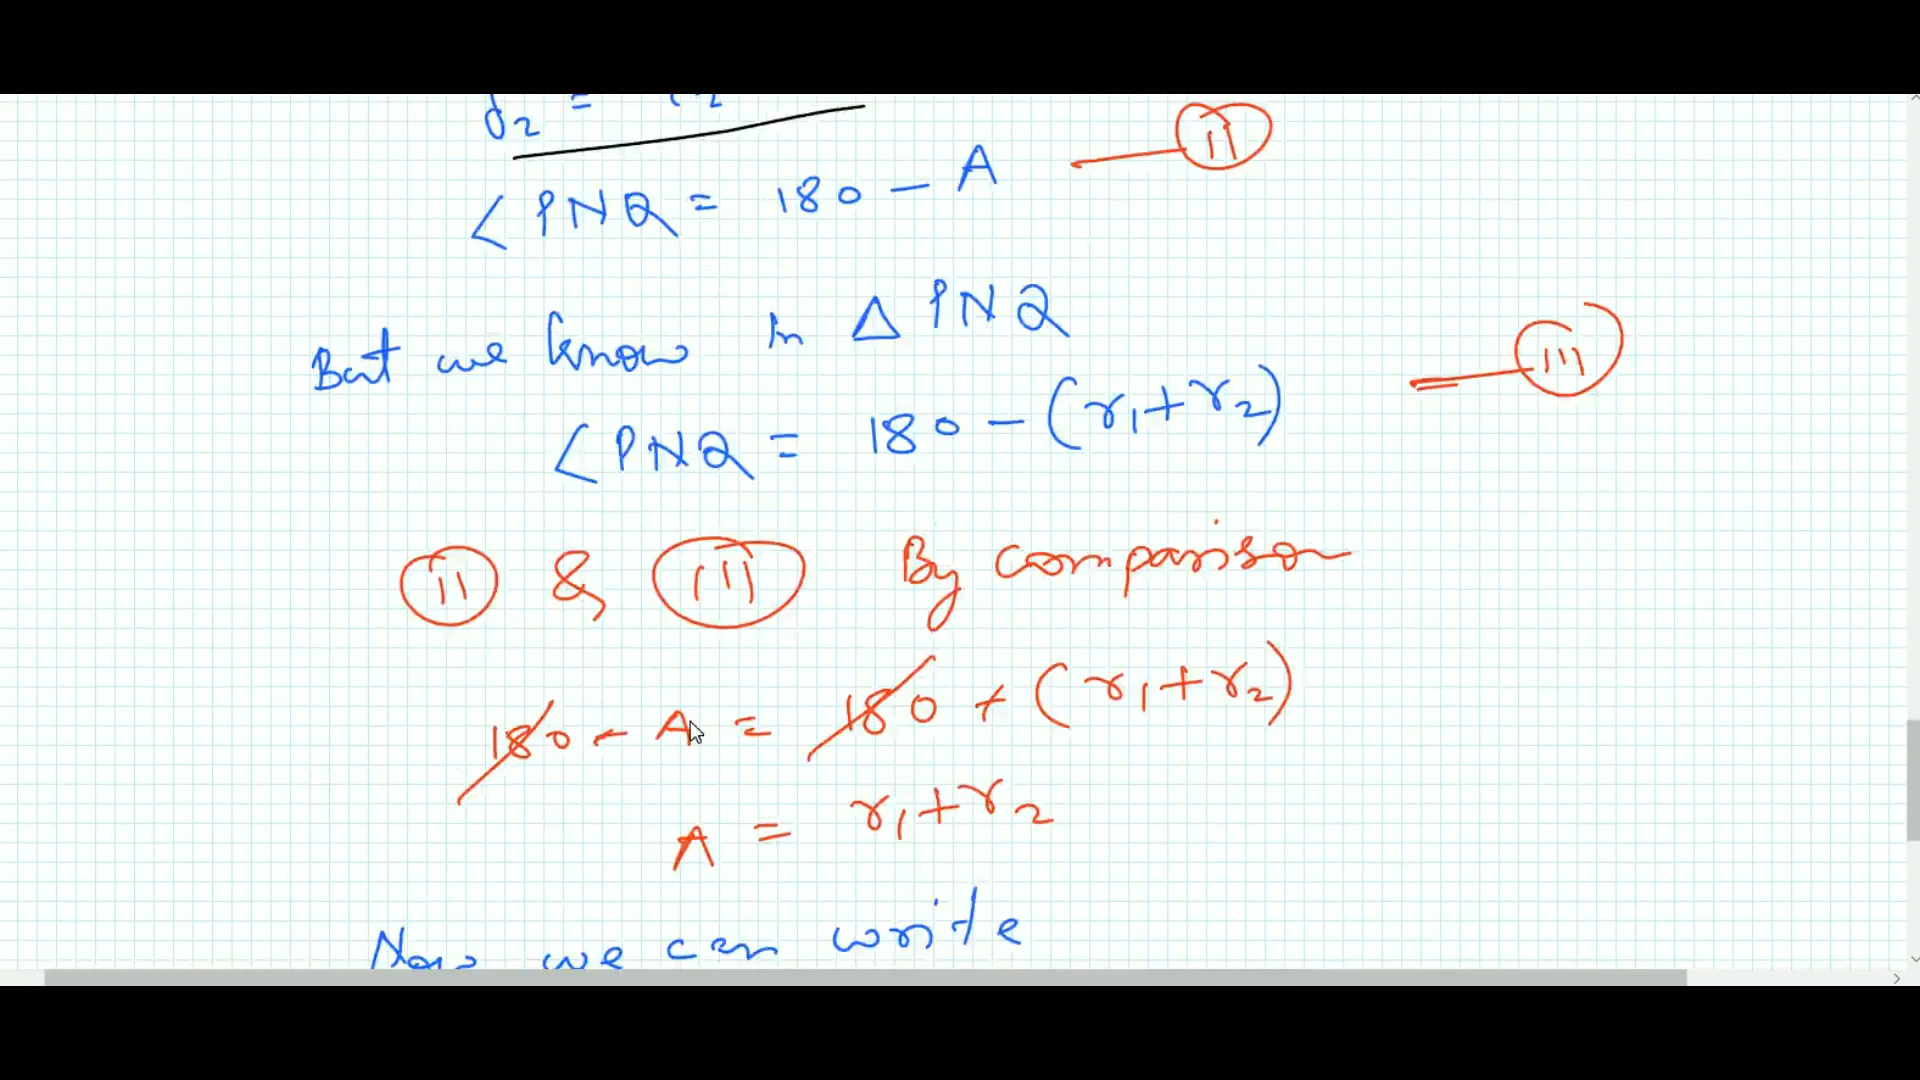 ∠PNQ = 180 - A — (II)
But we know in △ PNQ
∠PNQ = 180 - (r₁+r₂) — (III)
(II) & (III) By comparison
180 - A = 180 + (r₁+r₂)
A = r₁+r₂
Now we can write